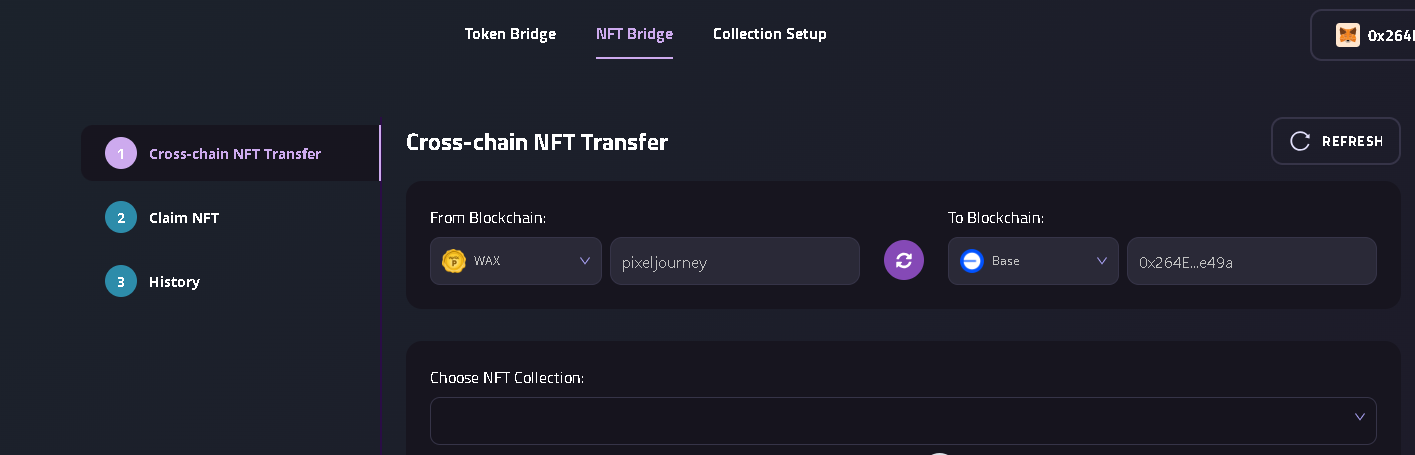 Token Bridge NFT Bridge Collection Setup 0x264
1 Cross-chain NFT Transfer
2 Claim NFT
3 History
Cross-chain NFT Transfer
REFRESH
From Blockchain:
WAX pixeljourney
To Blockchain:
Base 0x264E...e49a
Choose NFT Collection: